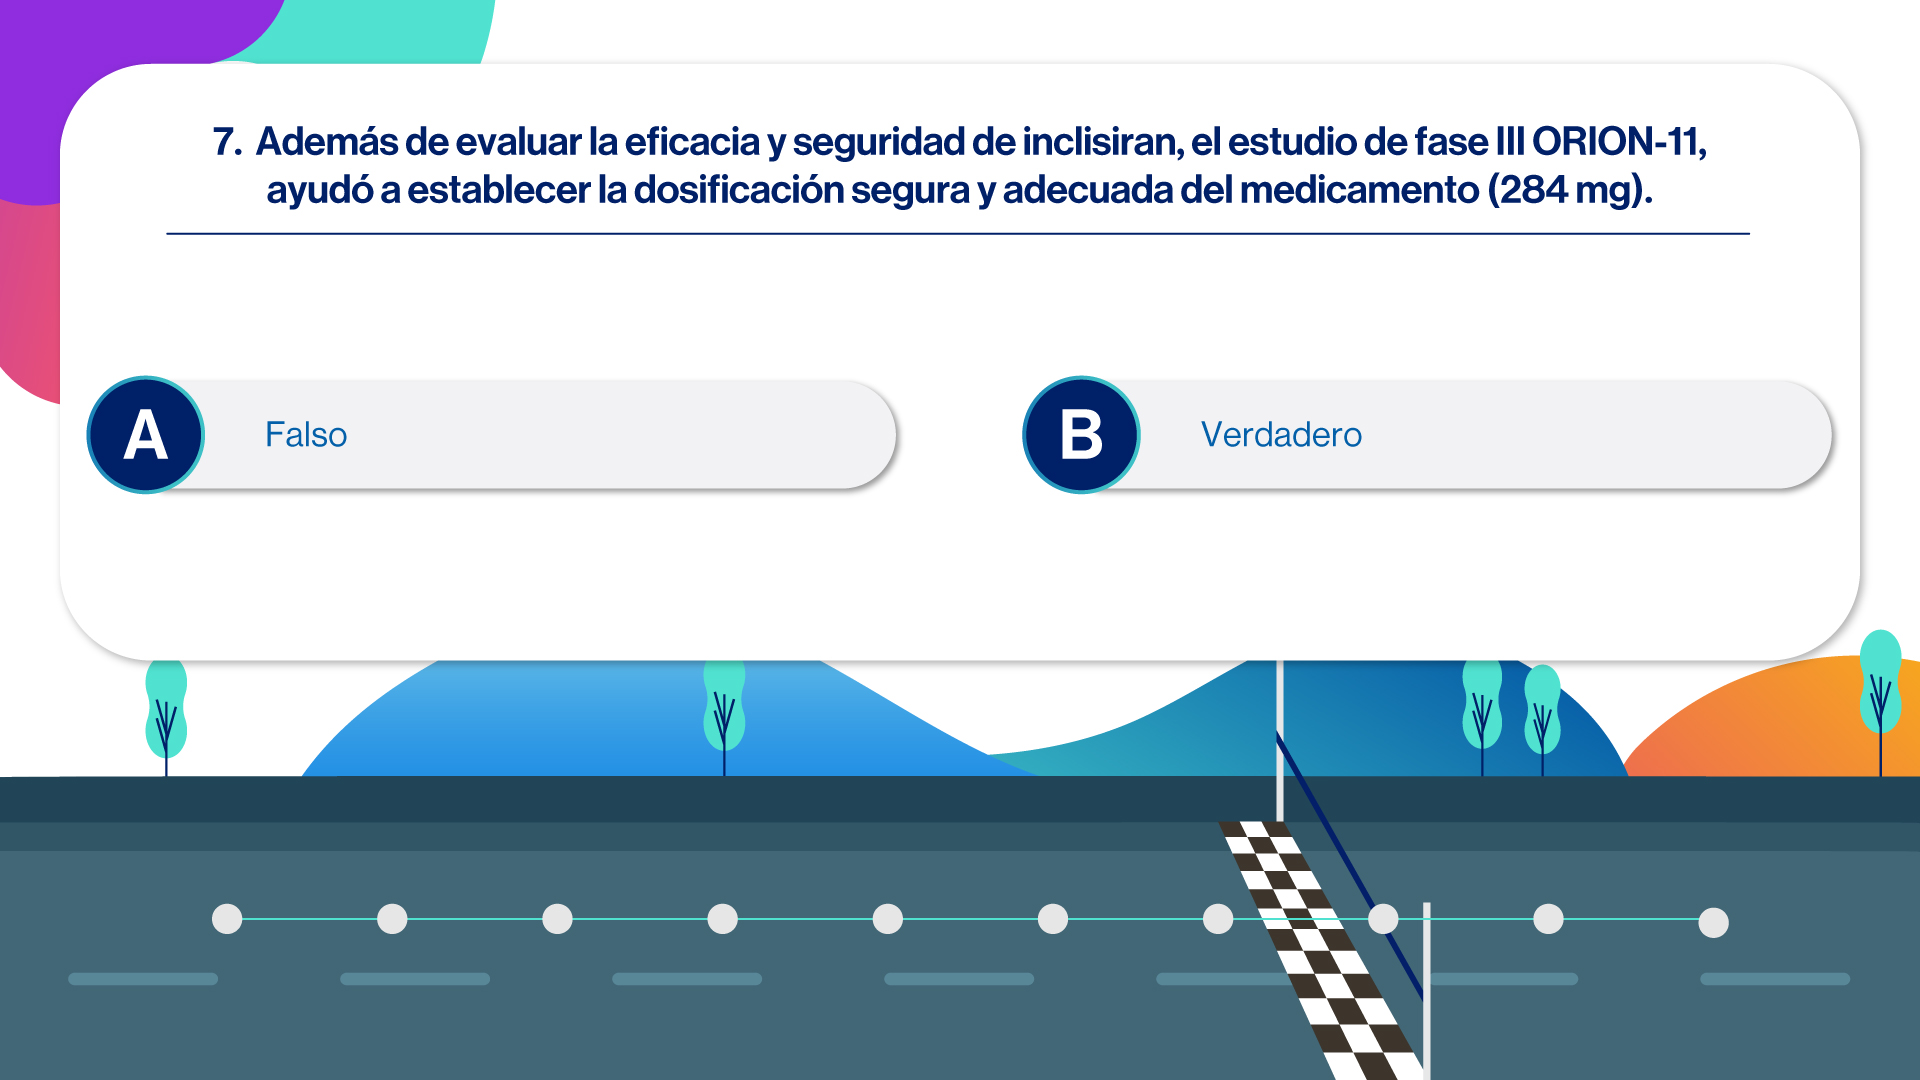 7. Además de evaluar la eficacia y seguridad de inclisiran, el estudio de fase III ORION-11,
ayudó a establecer la dosificación segura y adecuada del medicamento (284 mg).
A Falso
B Verdadero